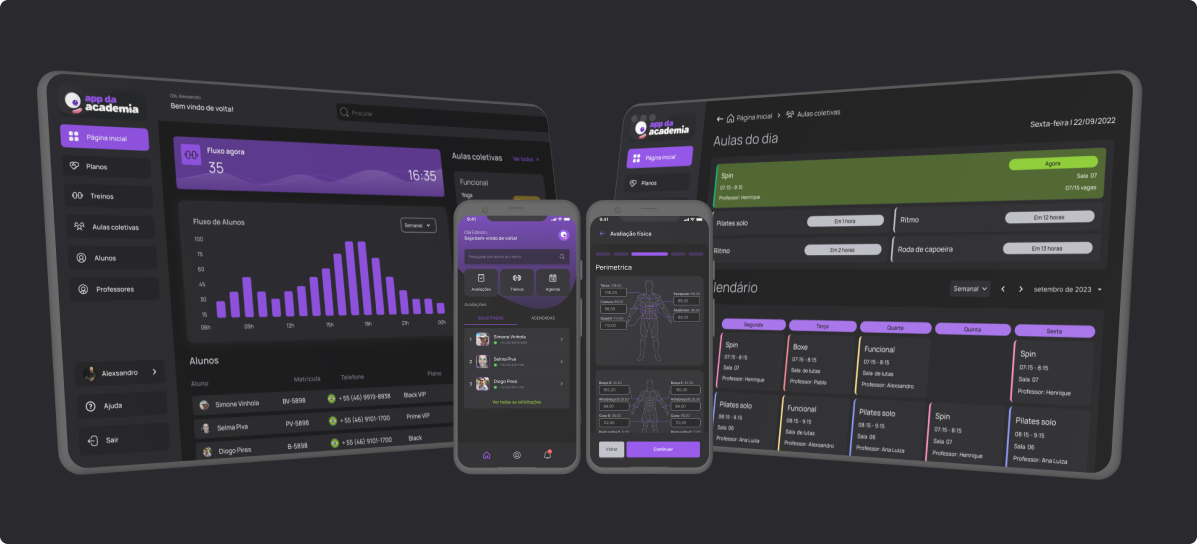 app da
academia
Página inicial
Planos
Treinos
Aulas coletivas
Alunos
Professores
Alexsandro
Ajuda
Sair
Olá, Alexsandro
Bem vindo de volta!
Procurar
Fluxo agora
35
16:35
Aulas coletivas
Ver todos
Funcional
Yoga
Fluxo de Alunos
Semanal
100
75
60
45
30
15
06h
09h
12h
15h
18h
21h
00h
Alunos
Aluno
Matrícula
Telefone
Plano
Simone Vinhola
BV-5898
+ 55 (46) 9919-8838
Black VIP
Selma Piva
PV-5898
+ 55 (46) 9101-1700
Prime VIP
Diogo Pires
B-5898
+ 55 (46) 9101-1700
Black
9:41
Olá Edilson,
Seja bem-vindo de volta!
Avaliações
Treinos
Agenda
Avaliações
SOLICITADAS
AGENDADAS
1
Simone Vinhola
2
Selma Piva
3
Diogo Pires
Ver todas as solicitações
9:41
Avaliação física
Perimetrica
Voltar
Continuar
app da
academia
Página inicial
Planos
Página inicial
Aulas coletivas
Sexta-feira I 22/09/2022
Aulas do dia
Spin
07:15 - 8:15
Professor: Henrique
Agora
Sala 07
07/15 vagas
Pilates solo
Em 1 hora
Ritmo
Em 12 horas
Ritmo
Em 2 horas
Roda de capoeira
Em 13 horas
lendário
Semanal
setembro de 2023
Segunda
Terça
Quarta
Quinta
Sexta
Spin
07:15 - 8:15
Sala 07
Professor: Henrique
Boxe
07:15 - 8:15
Sala de lutas
Professor: Pablo
Funcional
07:15 - 8:15
Sala de lutas
Professor: Alexsandro
Spin
07:15 - 8:15
Sala 07
Professor: Henrique
Pilates solo
08:15 - 9:15
Sala 06
Professor: Ana Luiza
Funcional
08:15 - 9:15
Sala de lutas
Professor: Alexsandro
Pilates solo
08:15 - 9:15
Sala 06
Professor: Ana Luiza
Spin
07:15 - 8:15
Sala 07
Professor: Henrique
Pilates solo
08:15 - 9:15
Sala 06
Professor: Ana Luiza